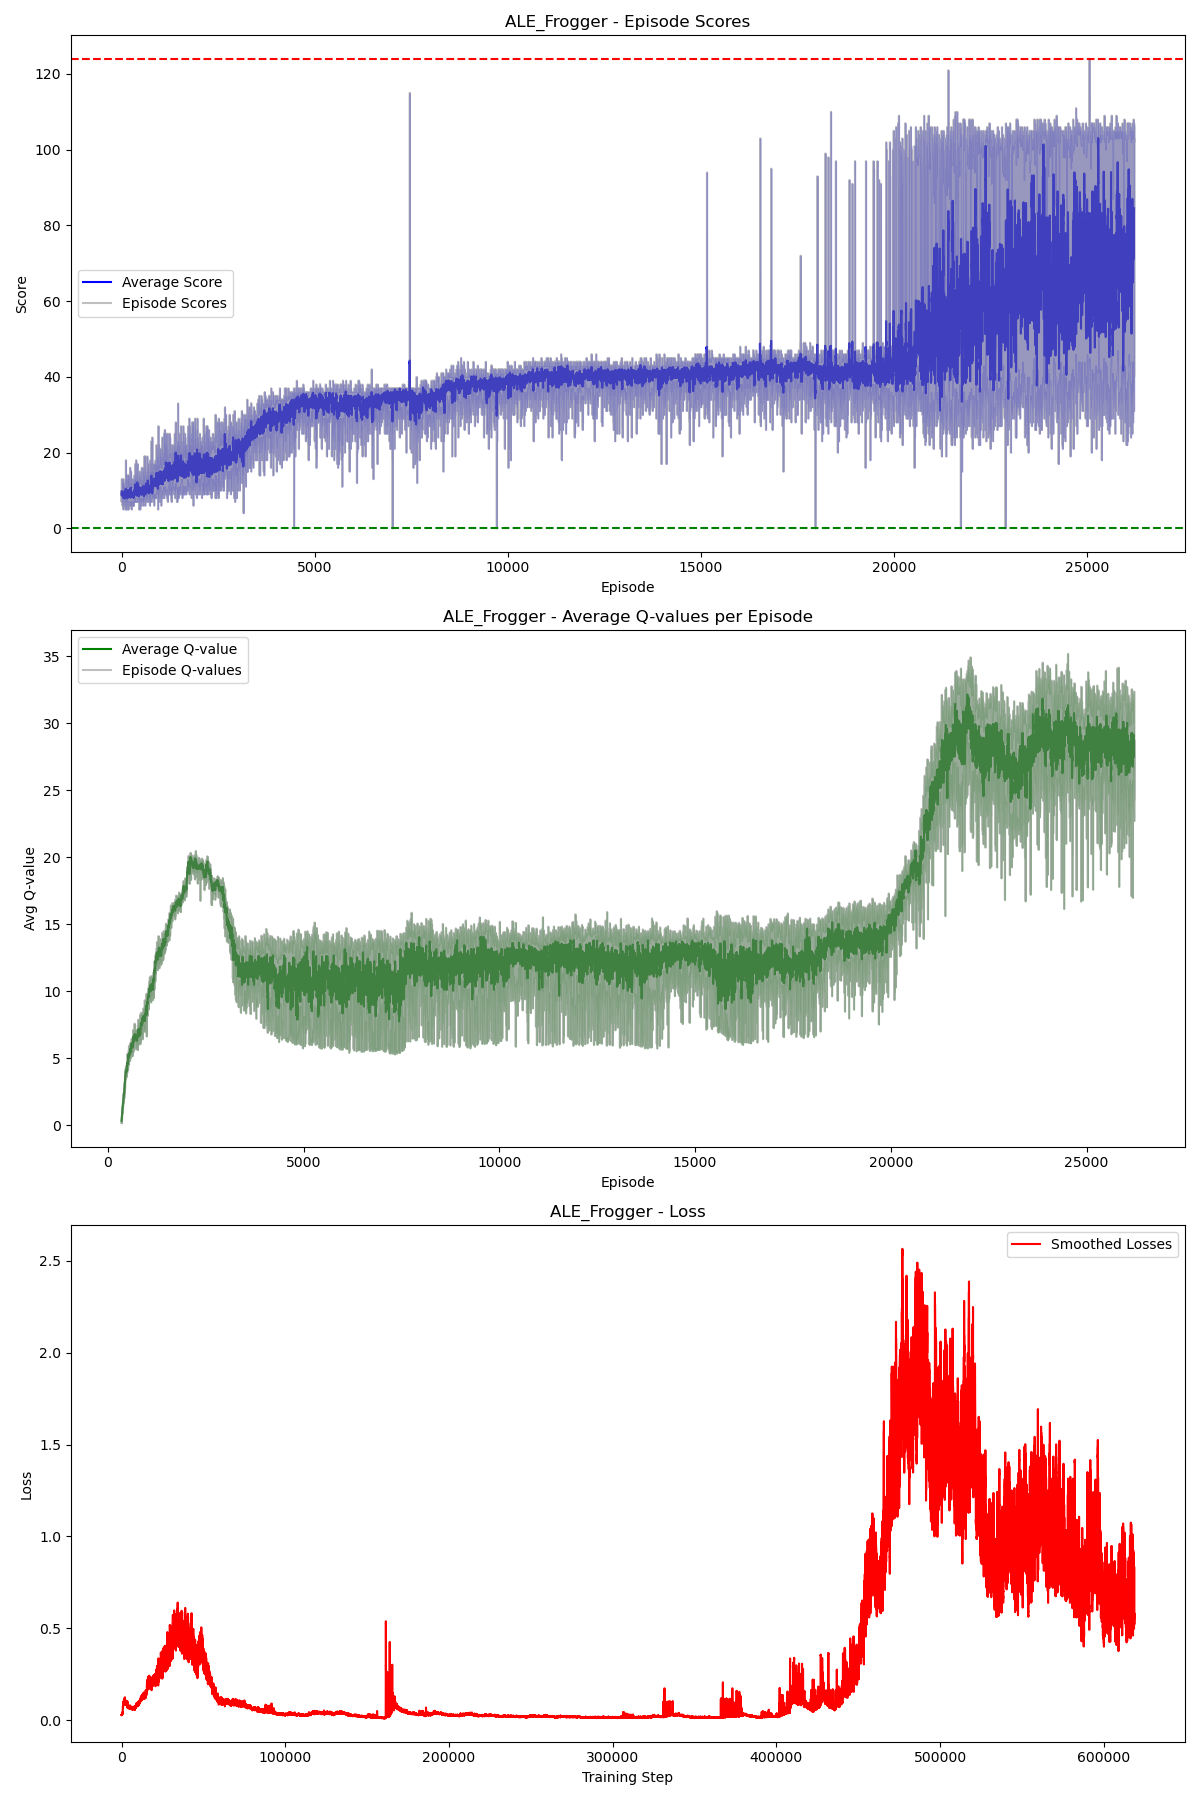 ALE_Frogger - Episode Scores
120
100
80
60
40
20
0
Score
Average Score
Episode Scores
0 5000 10000 15000 20000 25000
Episode
ALE_Frogger - Average Q-values per Episode
35
30
25
20
15
10
5
0
Avg Q-value
Average Q-value
Episode Q-values
0 5000 10000 15000 20000 25000
Episode
ALE_Frogger - Loss
2.5
2.0
1.5
1.0
0.5
0.0
Loss
Smoothed Losses
0 100000 200000 300000 400000 500000 600000
Training Step